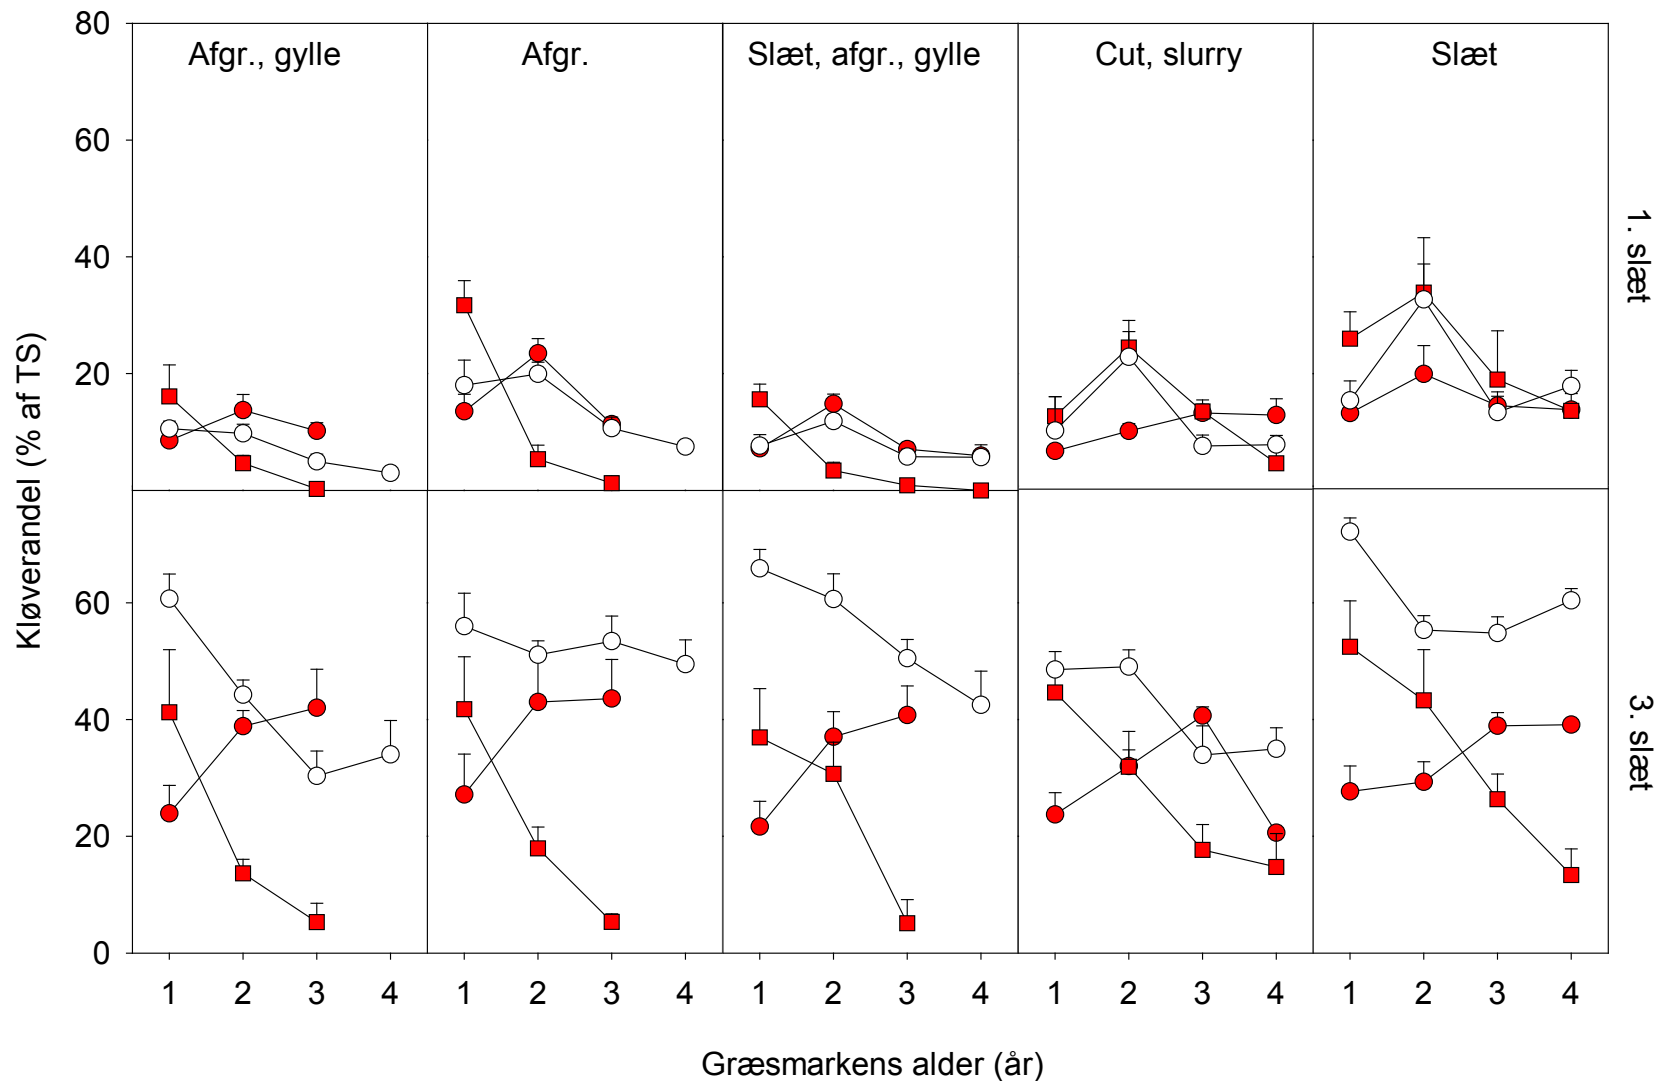 80
60
40
20
60
40
20
0
Kløverandel (% af TS)
Afgr., gylle
Afgr.
Slæt, afgr., gylle
Cut, slurry
Slæt
1. slæt
3. slæt
1 2 3 4 1 2 3 4 1 2 3 4 1 2 3 4 1 2 3 4
Græsmarkens alder (år)